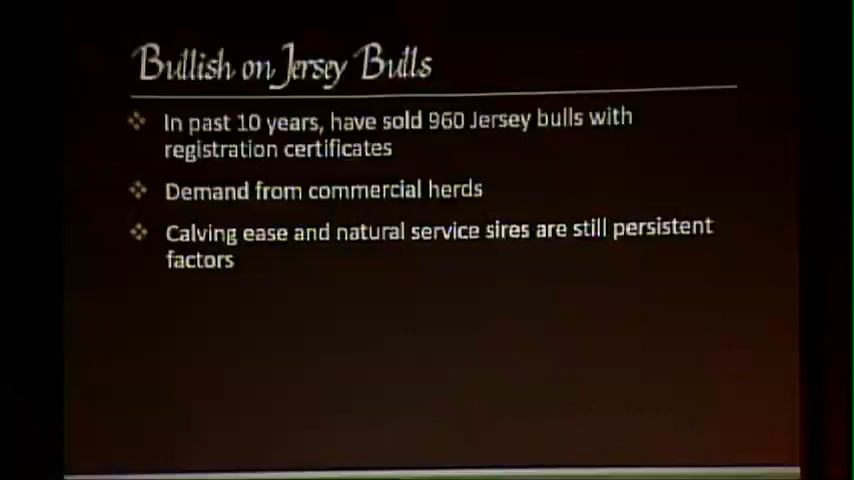 Bullish on Jersey Bulls
In past 10 years, have sold 960 Jersey bulls with
registration certificates
Demand from commercial herds
Calving ease and natural service sires are still persistent
factors